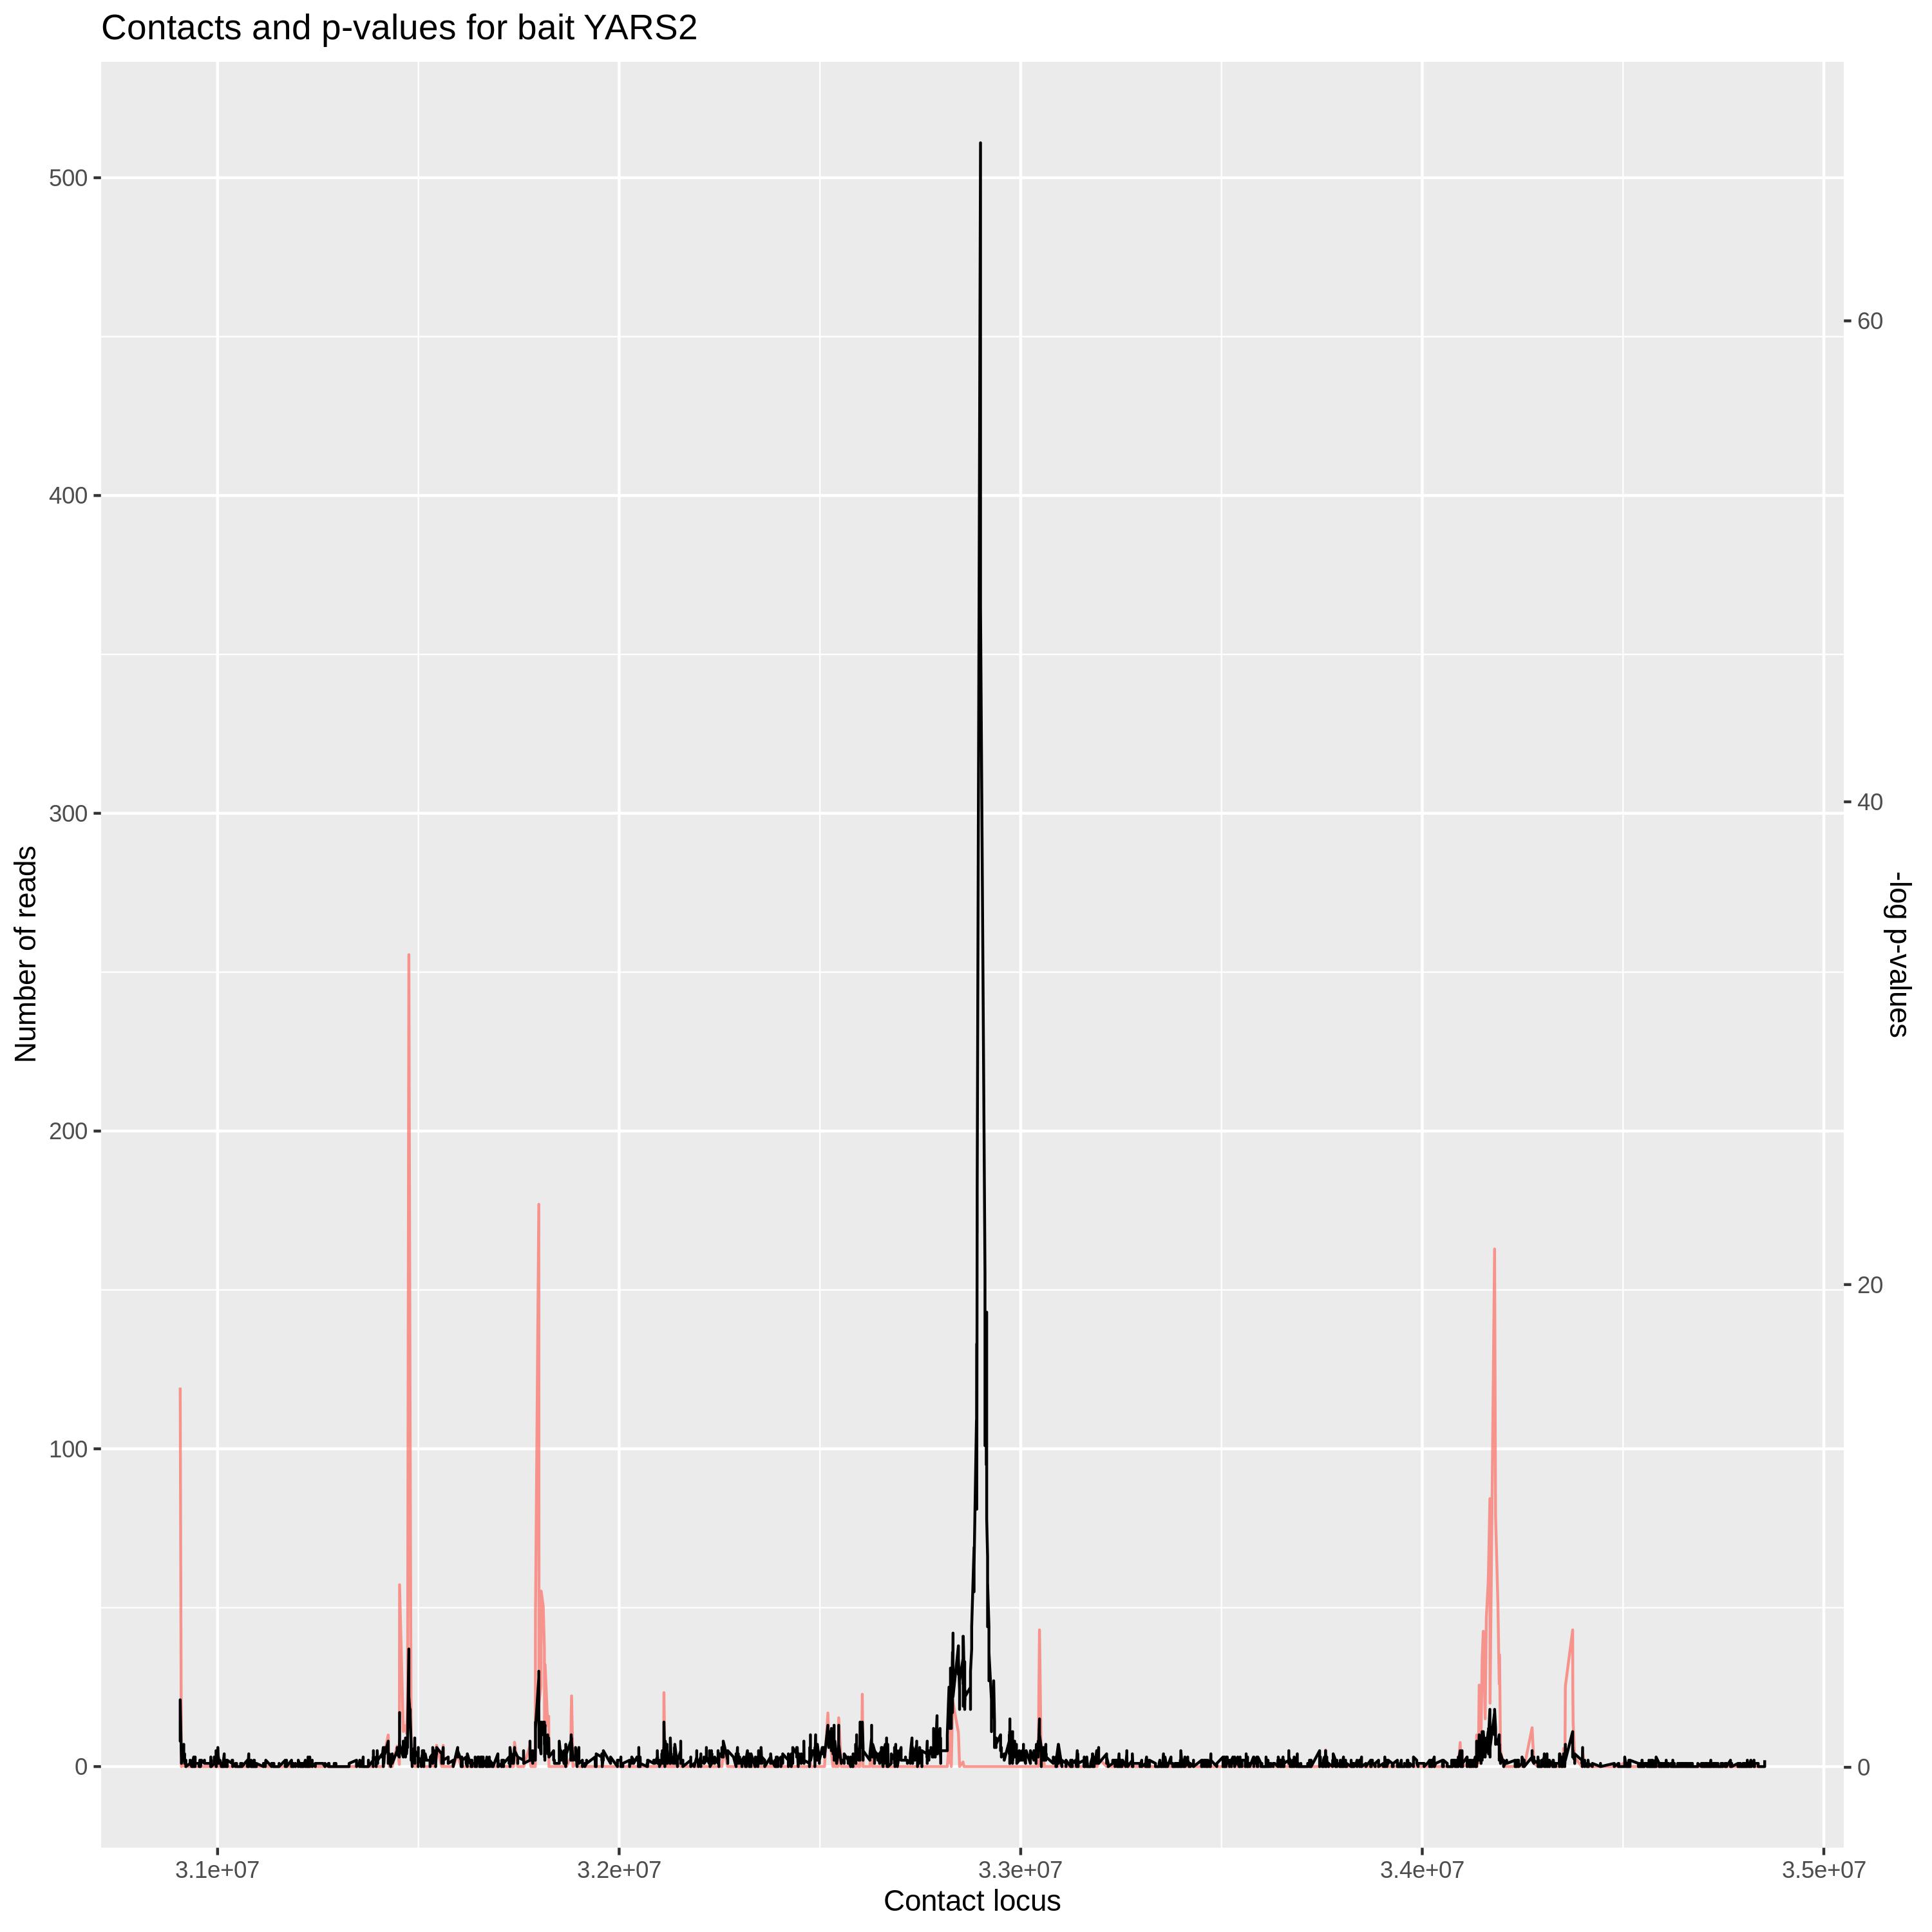 Contacts and p-values for bait YARS2
500
400
300
200
100
0
Number of reads
60
40
20
0
-log p-values
3.1e+07 3.2e+07 3.3e+07 3.4e+07 3.5e+07
Contact locus